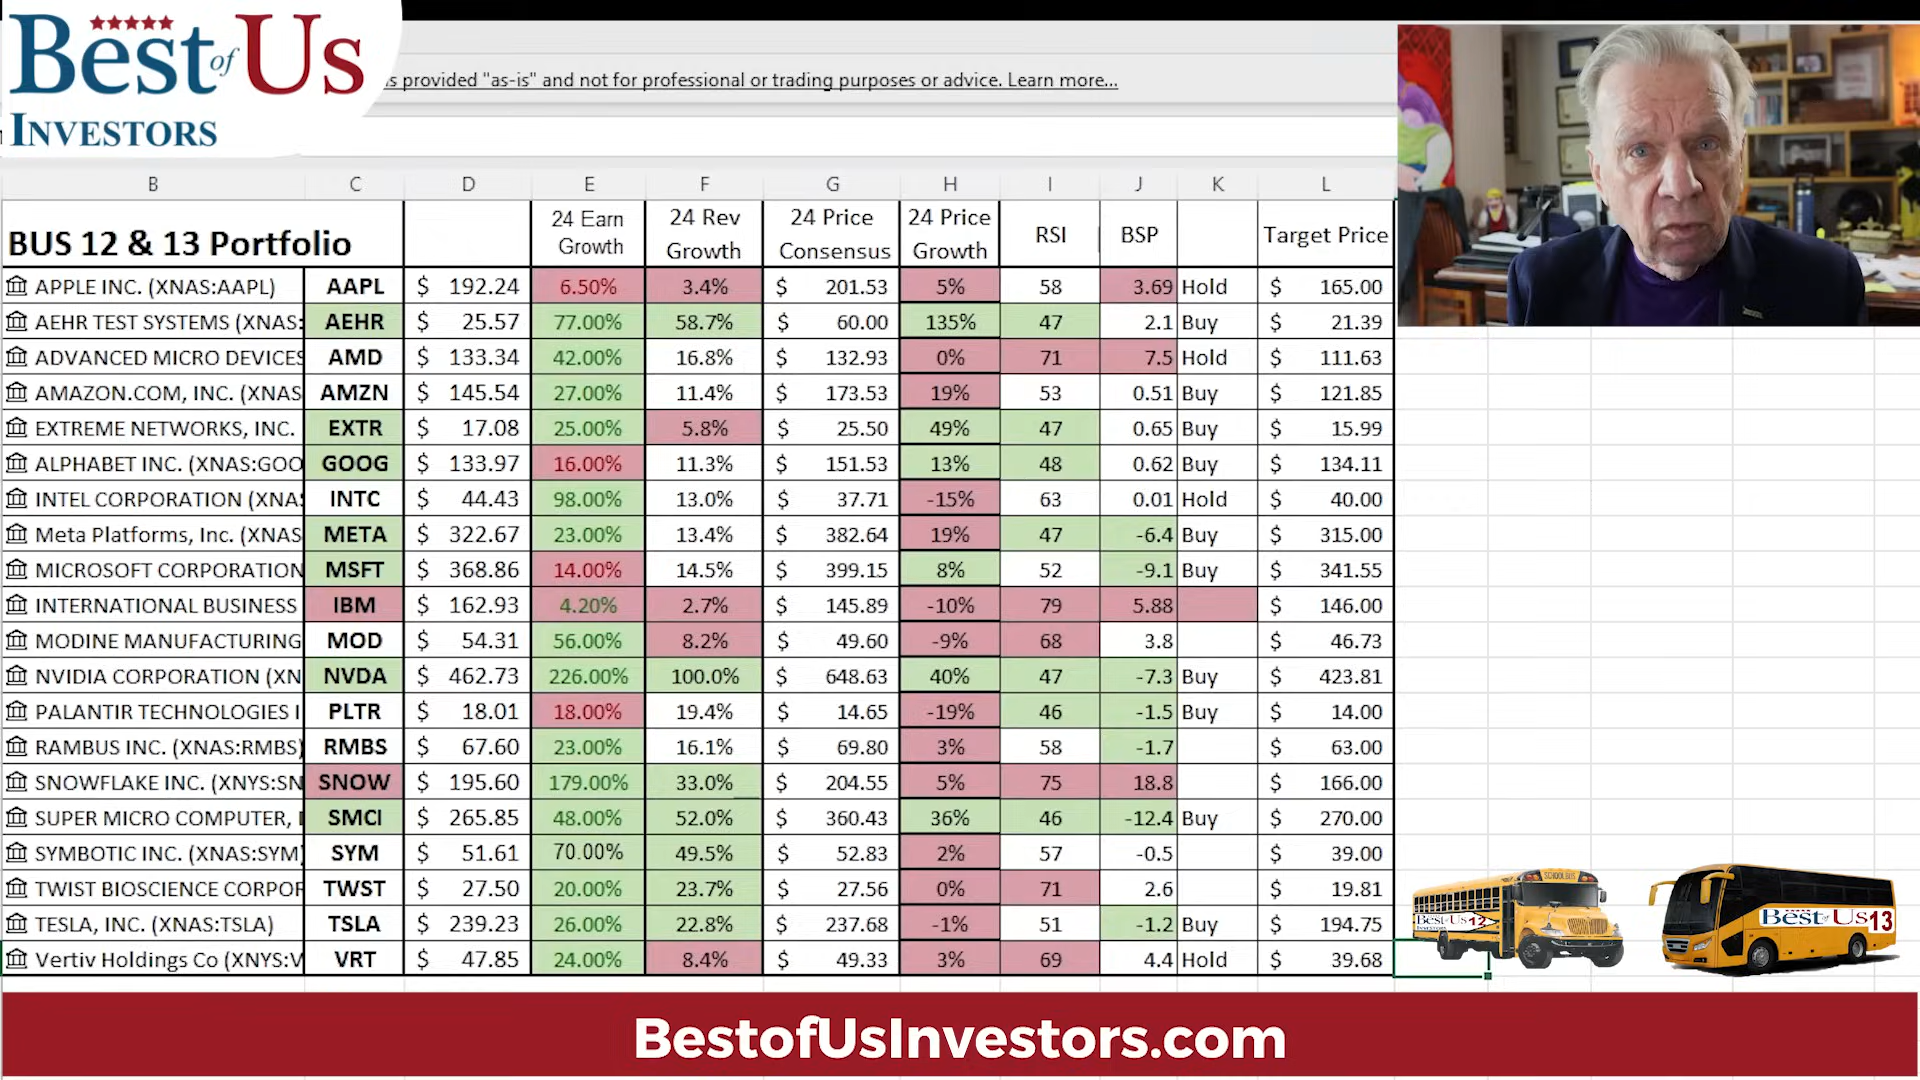 Best of Us
INVESTORS
s provided "as-is" and not for professional or trading purposes or advice. Learn more...
B C D E F G H I J K L
BUS 12 & 13 Portfolio 24 Earn Growth 24 Rev Growth 24 Price Consensus 24 Price Growth RSI BSP Target Price
APPLE INC. (XNAS:AAPL) AAPL $ 192.24 6.50% 3.4% $ 201.53 5% 58 3.69 Hold $ 165.00
AEHR TEST SYSTEMS (XNAS: AEHR $ 25.57 77.00% 58.7% $ 60.00 135% 47 2.1 Buy $ 21.39
ADVANCED MICRO DEVICES AMD $ 133.34 42.00% 16.8% $ 132.93 0% 71 7.5 Hold $ 111.63
AMAZON.COM, INC. (XNAS AMZN $ 145.54 27.00% 11.4% $ 173.53 19% 53 0.51 Buy $ 121.85
EXTREME NETWORKS, INC. EXTR $ 17.08 25.00% 5.8% $ 25.50 49% 47 0.65 Buy $ 15.99
ALPHABET INC. (XNAS:GOO GOOG $ 133.97 16.00% 11.3% $ 151.53 13% 48 0.62 Buy $ 134.11
INTEL CORPORATION (XNAS INTC $ 44.43 98.00% 13.0% $ 37.71 -15% 63 0.01 Hold $ 40.00
Meta Platforms, Inc. (XNAS META $ 322.67 23.00% 13.4% $ 382.64 19% 47 -6.4 Buy $ 315.00
MICROSOFT CORPORATION MSFT $ 368.86 14.00% 14.5% $ 399.15 8% 52 -9.1 Buy $ 341.55
INTERNATIONAL BUSINESS IBM $ 162.93 4.20% 2.7% $ 145.89 -10% 79 5.88 $ 146.00
MODINE MANUFACTURING MOD $ 54.31 56.00% 8.2% $ 49.60 -9% 68 3.8 $ 46.73
NVIDIA CORPORATION (XN NVDA $ 462.73 226.00% 100.0% $ 648.63 40% 47 -7.3 Buy $ 423.81
PALANTIR TECHNOLOGIES I PLTR $ 18.01 18.00% 19.4% $ 14.65 -19% 46 -1.5 Buy $ 14.00
RAMBUS INC. (XNAS:RMBS) RMBS $ 67.60 23.00% 16.1% $ 69.80 3% 58 -1.7 $ 63.00
SNOWFLAKE INC. (XNYS:SN SNOW $ 195.60 179.00% 33.0% $ 204.55 5% 75 18.8 $ 166.00
SUPER MICRO COMPUTER, I SMCI $ 265.85 48.00% 52.0% $ 360.43 36% 46 -12.4 Buy $ 270.00
SYMBOTIC INC. (XNAS:SYM) SYM $ 51.61 70.00% 49.5% $ 52.83 2% 57 -0.5 $ 39.00
TWIST BIOSCIENCE CORPOR TWST $ 27.50 20.00% 23.7% $ 27.56 0% 71 2.6 $ 19.81
TESLA, INC. (XNAS:TSLA) TSLA $ 239.23 26.00% 22.8% $ 237.68 -1% 51 -1.2 Buy $ 194.75
Vertiv Holdings Co (XNYS:V VRT $ 47.85 24.00% 8.4% $ 49.33 3% 69 4.4 Hold $ 39.68
SCHOOL BUS
Best of Us 12
INVESTORS
Best of Us 13
BestofUsInvestors.com